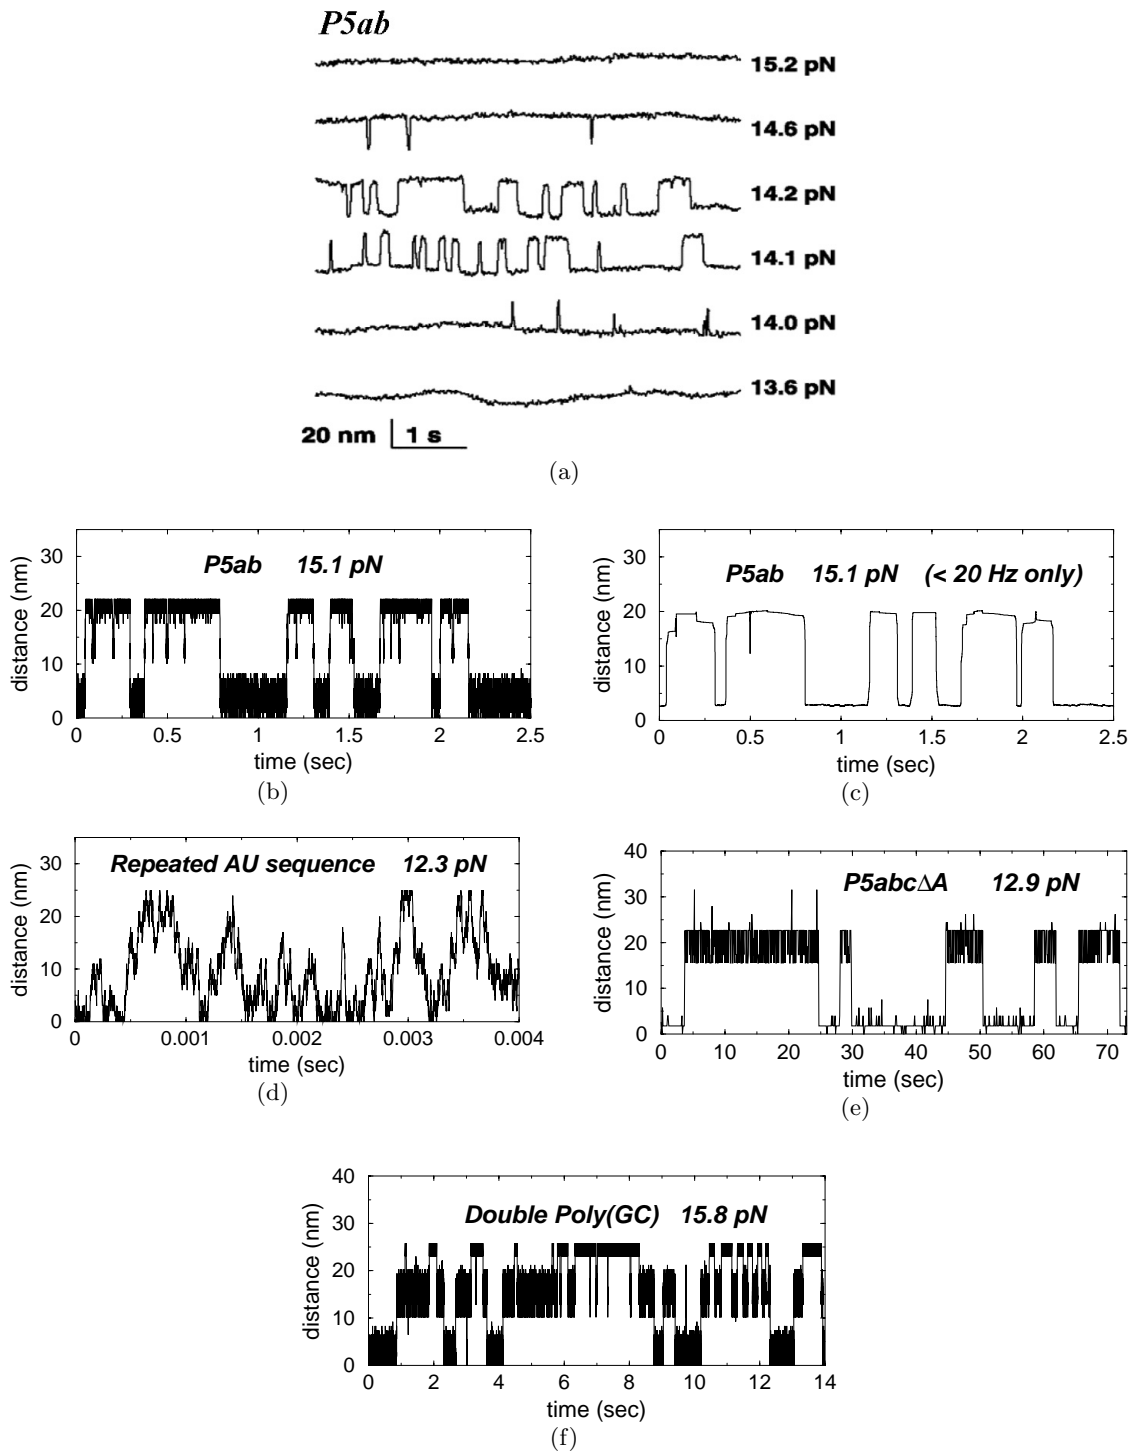 P5ab
15.2 pN
14.6 pN
14.2 pN
14.1 pN
14.0 pN
13.6 pN
20 nm 1 s
(a)
distance (nm)
30
20
10
0
P5ab 15.1 pN
0 0.5 1 1.5 2 2.5
time (sec)
(b)
distance (nm)
30
20
10
0
P5ab 15.1 pN (< 20 Hz only)
0 0.5 1 1.5 2 2.5
time (sec)
(c)
distance (nm)
30
20
10
0
Repeated AU sequence 12.3 pN
0 0.001 0.002 0.003 0.004
time (sec)
(d)
distance (nm)
40
30
20
10
0
P5abcΔA 12.9 pN
0 10 20 30 40 50 60 70
time (sec)
(e)
distance (nm)
40
30
20
10
0
Double Poly(GC) 15.8 pN
0 2 4 6 8 10 12 14
time (sec)
(f)